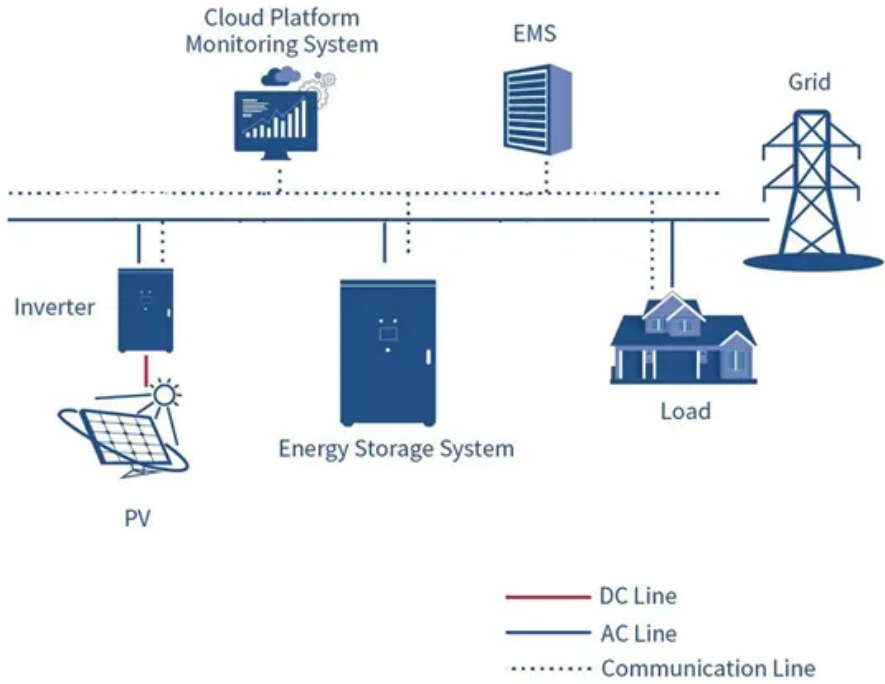 Cloud Platform
Monitoring System
EMS
Grid
Inverter
Load
Energy Storage System
PV
DC Line
AC Line
Communication Line